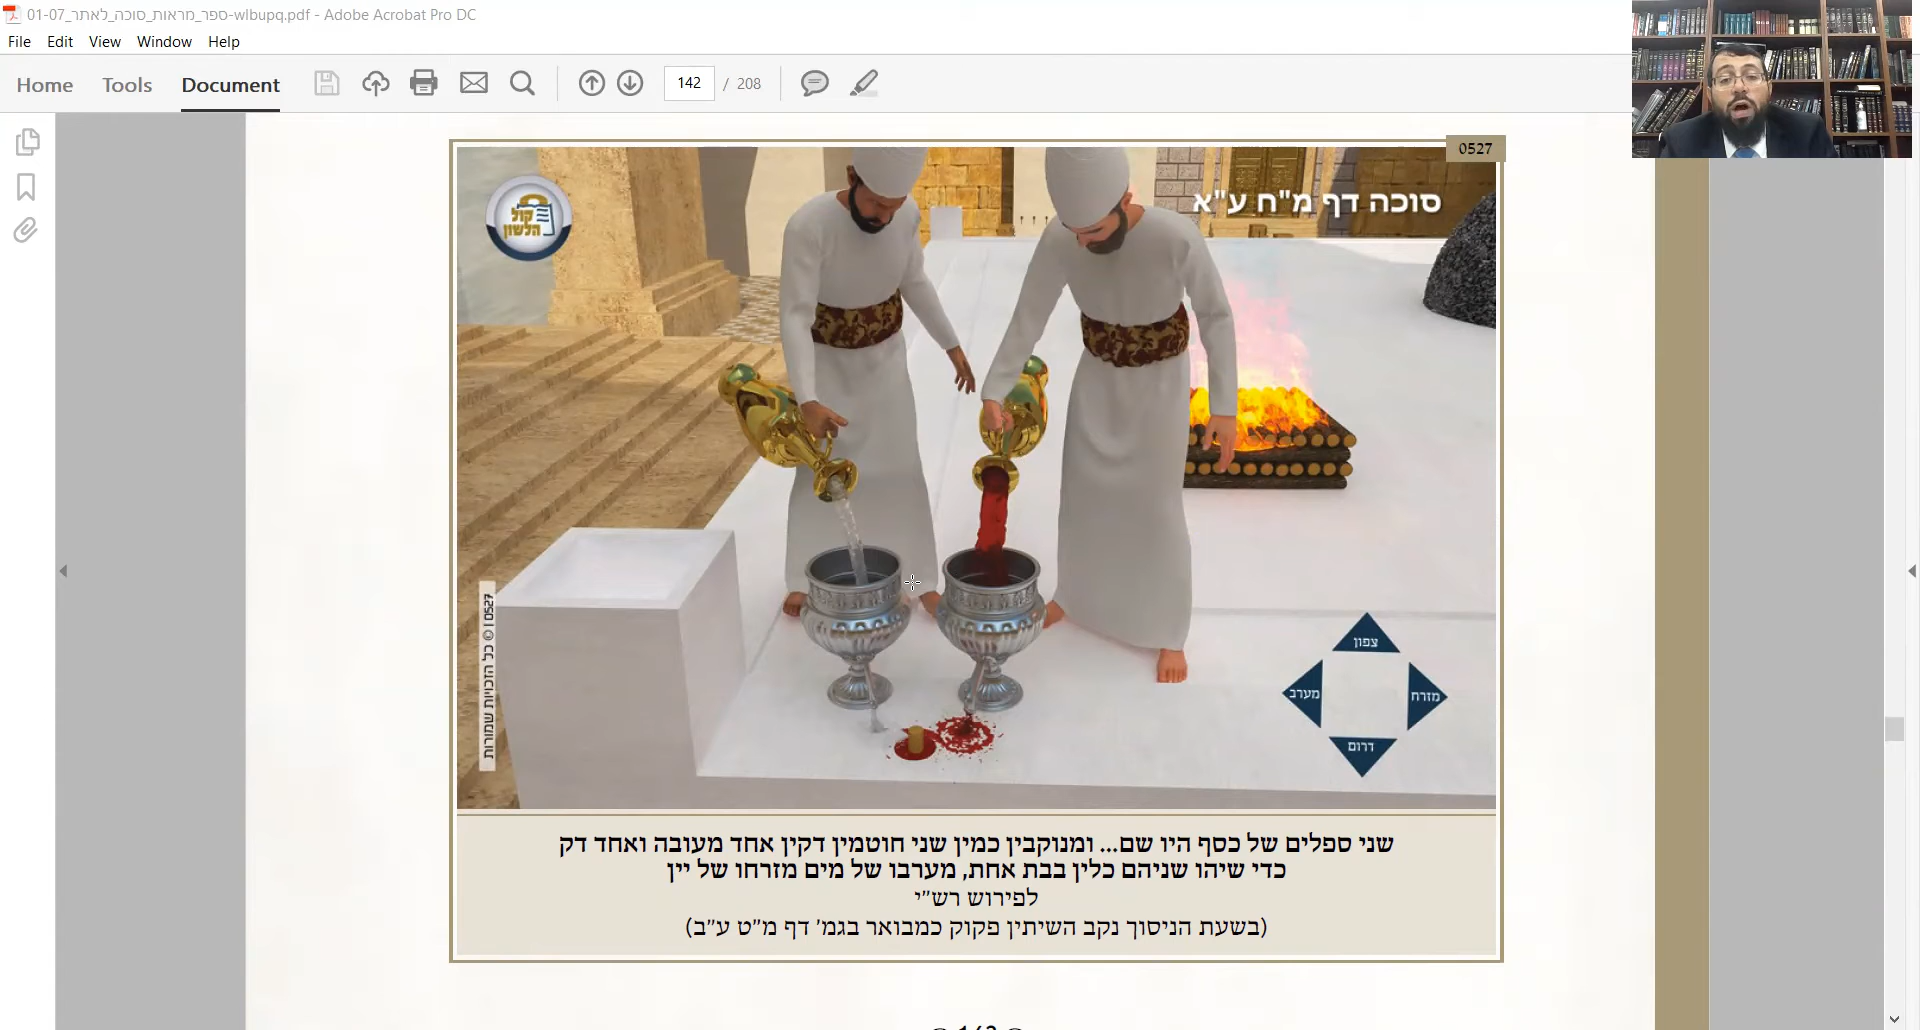 01-07_ספר_מראות_סוכה_לאתר-wlbupq.pdf - Adobe Acrobat Pro DC
File Edit View Window Help
Home Tools Document 142 / 208
0527
סוכה דף מ"ח ע"א
קול
הלשון
צפון
מערב
מזרח
דרום
0527 | © כל הזכויות שמורות
שני ספלים של כסף היו שם... ומנוקבין כמין שני חוטמין דקין אחד מעובה ואחד דק
כדי שיהו שניהם כלין בבת אחת, מערבו של מים מזרחו של יין
לפירוש רש"י
(בשעת הניסוך נקב השיתין פקוק כמבואר בגמ' דף מ"ט ע"ב)